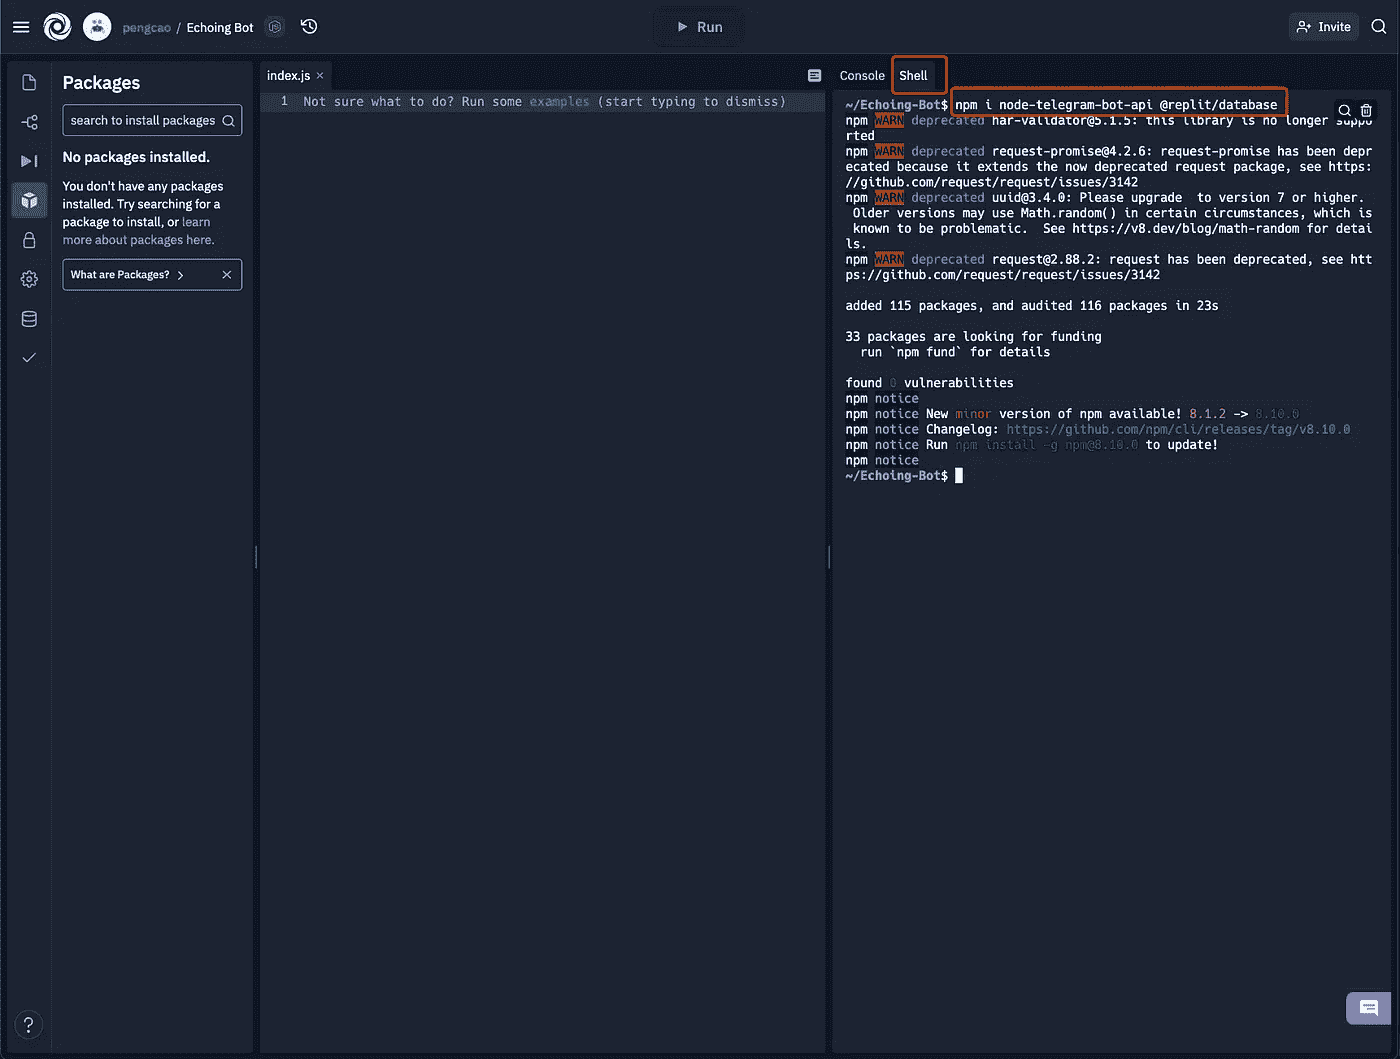 pengcao / Echoing Bot
Run
Invite
Packages
search to install packages
No packages installed.
You don't have any packages
installed. Try searching for a
package to install, or learn
more about packages here.
What are Packages?
index.js
1 Not sure what to do? Run some examples (start typing to dismiss)
Console Shell
~/Echoing-Bot$ npm i node-telegram-bot-api @replit/database
npm WARN deprecated har-validator@5.1.5: this library is no longer suppo
rted
npm WARN deprecated request-promise@4.2.6: request-promise has been depr
ecated because it extends the now deprecated request package, see https:
//github.com/request/request/issues/3142
npm WARN deprecated uuid@3.4.0: Please upgrade  to version 7 or higher.
Older versions may use Math.random() in certain circumstances, which is
known to be problematic.  See https://v8.dev/blog/math-random for detai
ls.
npm WARN deprecated request@2.88.2: request has been deprecated, see htt
ps://github.com/request/request/issues/3142
added 115 packages, and audited 116 packages in 23s
33 packages are looking for funding
run `npm fund` for details
found 0 vulnerabilities
npm notice
npm notice New minor version of npm available! 8.1.2 -> 8.10.0
npm notice Changelog: https://github.com/npm/cli/releases/tag/v8.10.0
npm notice Run npm install -g npm@8.10.0 to update!
npm notice
~/Echoing-Bot$
?